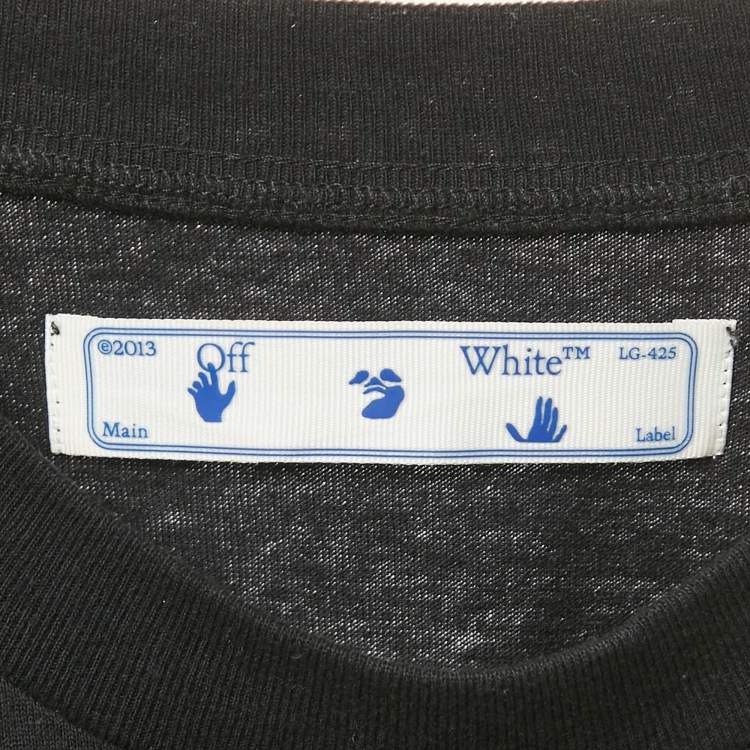 ©2013 Off White™ LG-425
Main Label